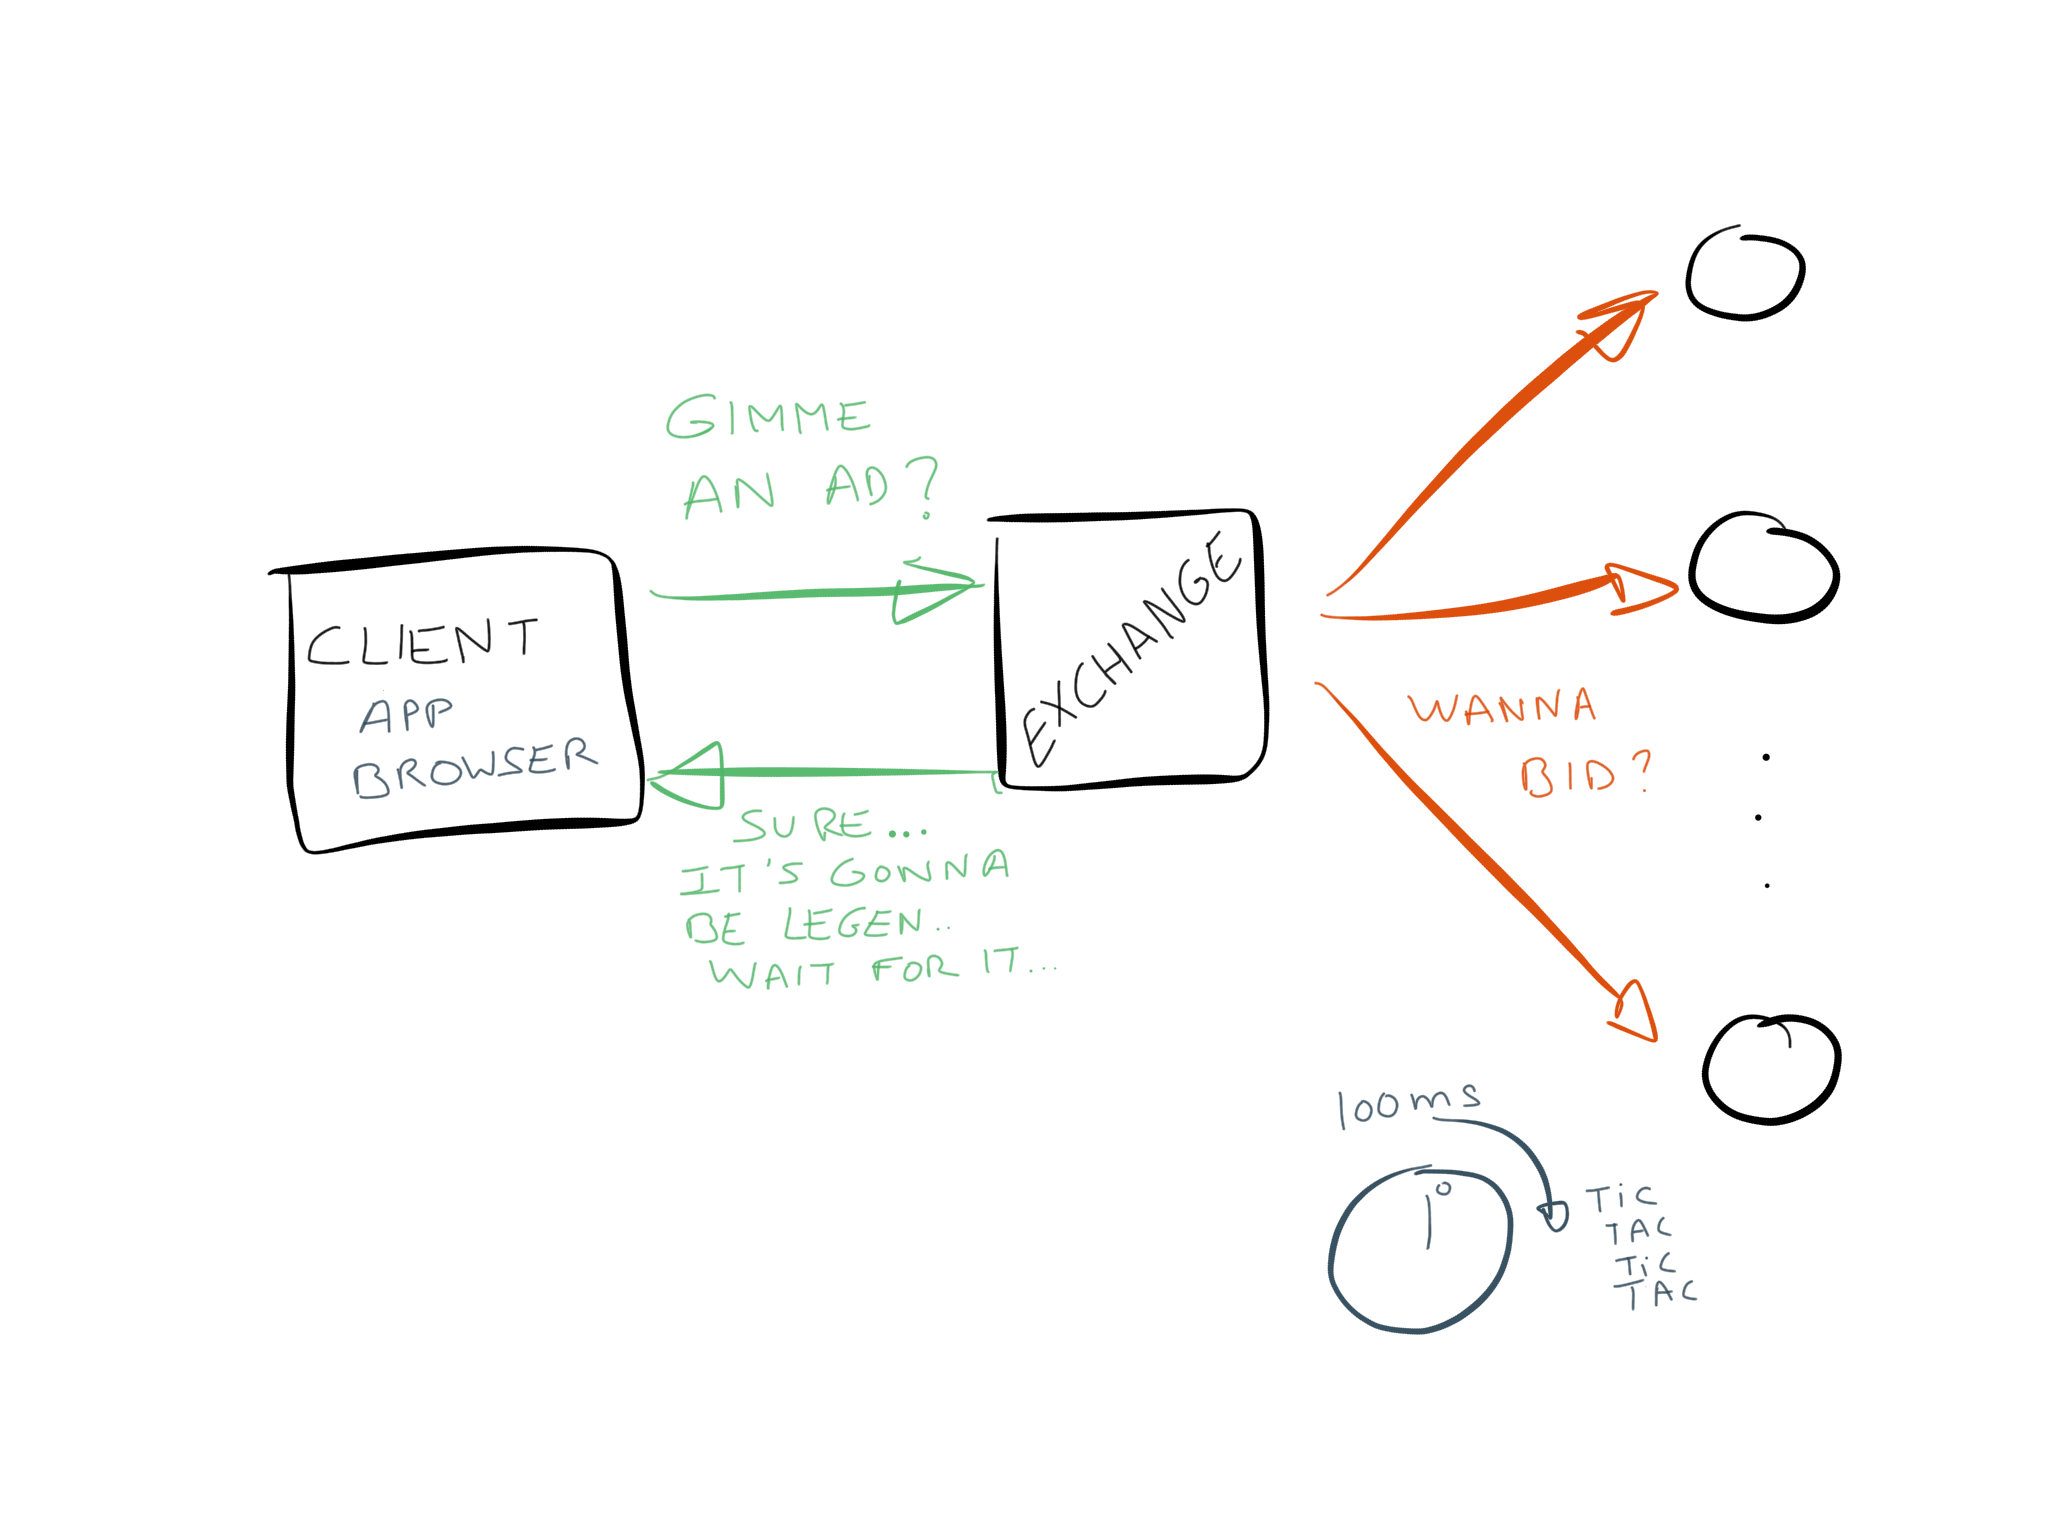 GIMME
AN AD?
CLIENT
APP
BROWSER
EXCHANGE
SURE...
IT'S GONNA
BE LEGEN..
WAIT FOR IT...
WANNA
BID?
100ms
TiC
TAC
TiC
TAC